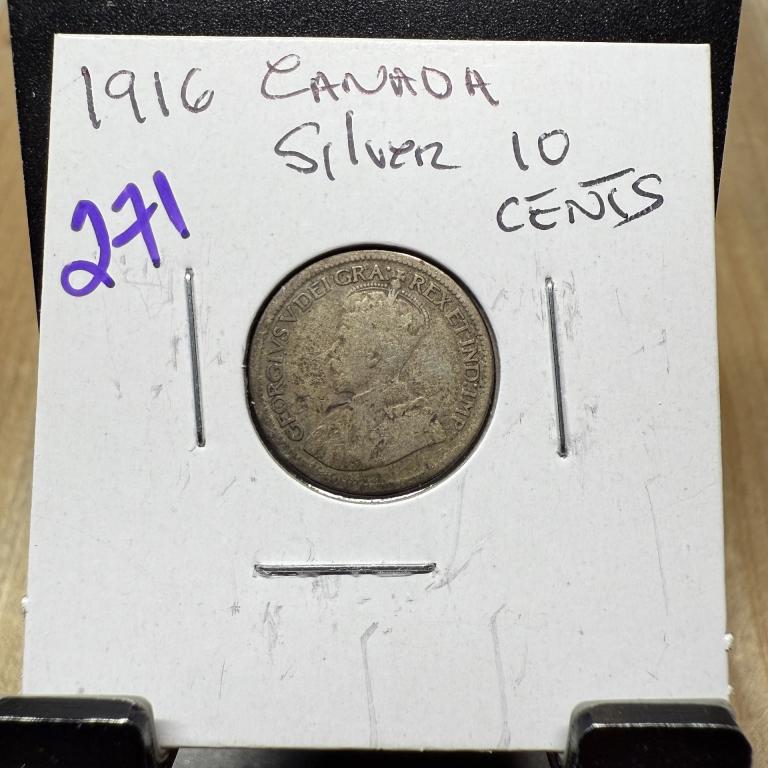 1916 CANADA
Silver 10
CENTS
271
GEORGIVS V DEI GRA: REX ET IND: IMP: